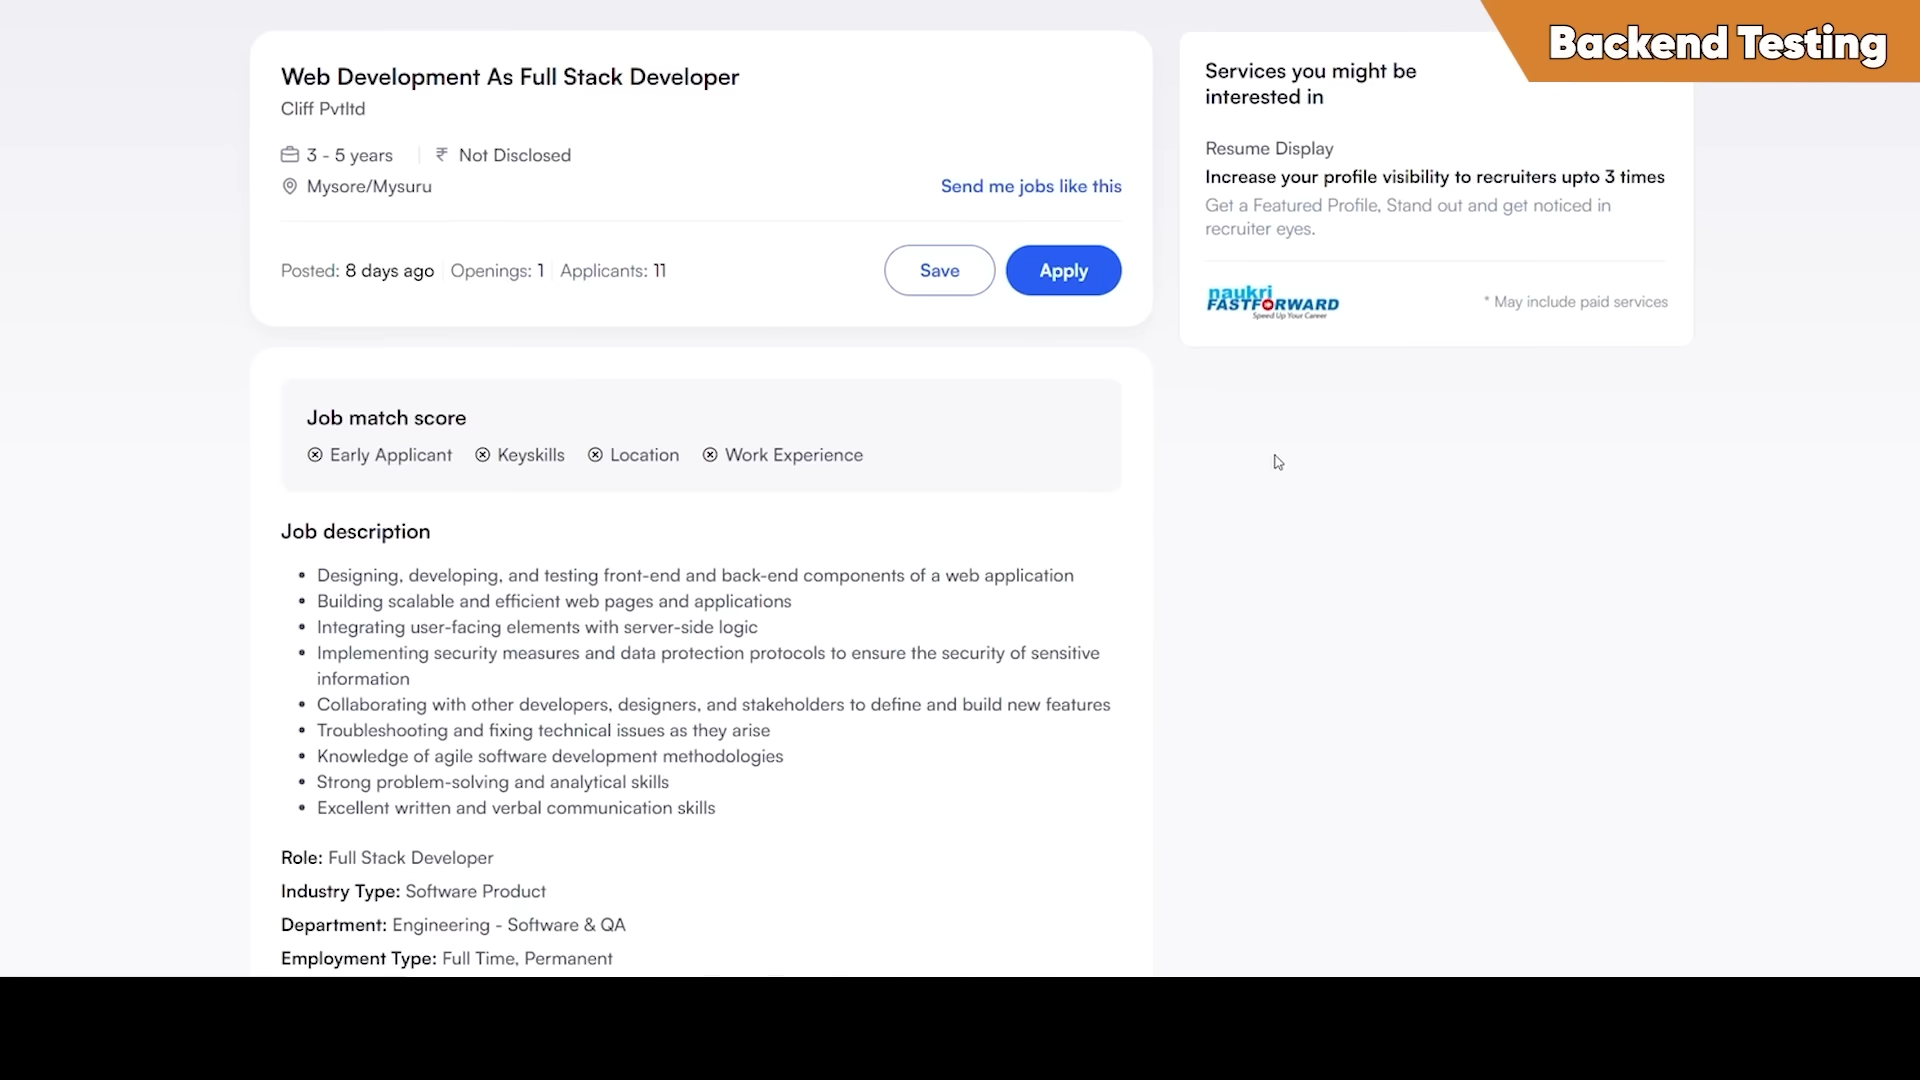 Backend Testing
Web Development As Full Stack Developer
Cliff Pvtltd
3 - 5 years
₹ Not Disclosed
Mysore/Mysuru
Send me jobs like this
Posted: 8 days ago
Openings: 1
Applicants: 11
Save
Apply
Services you might be
interested in
Resume Display
Increase your profile visibility to recruiters upto 3 times
Get a Featured Profile, Stand out and get noticed in
recruiter eyes.
naukri
FASTFORWARD
Speed Up Your Career
* May include paid services
Job match score
Early Applicant
Keyskills
Location
Work Experience
Job description
• Designing, developing, and testing front-end and back-end components of a web application
• Building scalable and efficient web pages and applications
• Integrating user-facing elements with server-side logic
• Implementing security measures and data protection protocols to ensure the security of sensitive
information
• Collaborating with other developers, designers, and stakeholders to define and build new features
• Troubleshooting and fixing technical issues as they arise
• Knowledge of agile software development methodologies
• Strong problem-solving and analytical skills
• Excellent written and verbal communication skills
Role: Full Stack Developer
Industry Type: Software Product
Department: Engineering - Software & QA
Employment Type: Full Time, Permanent